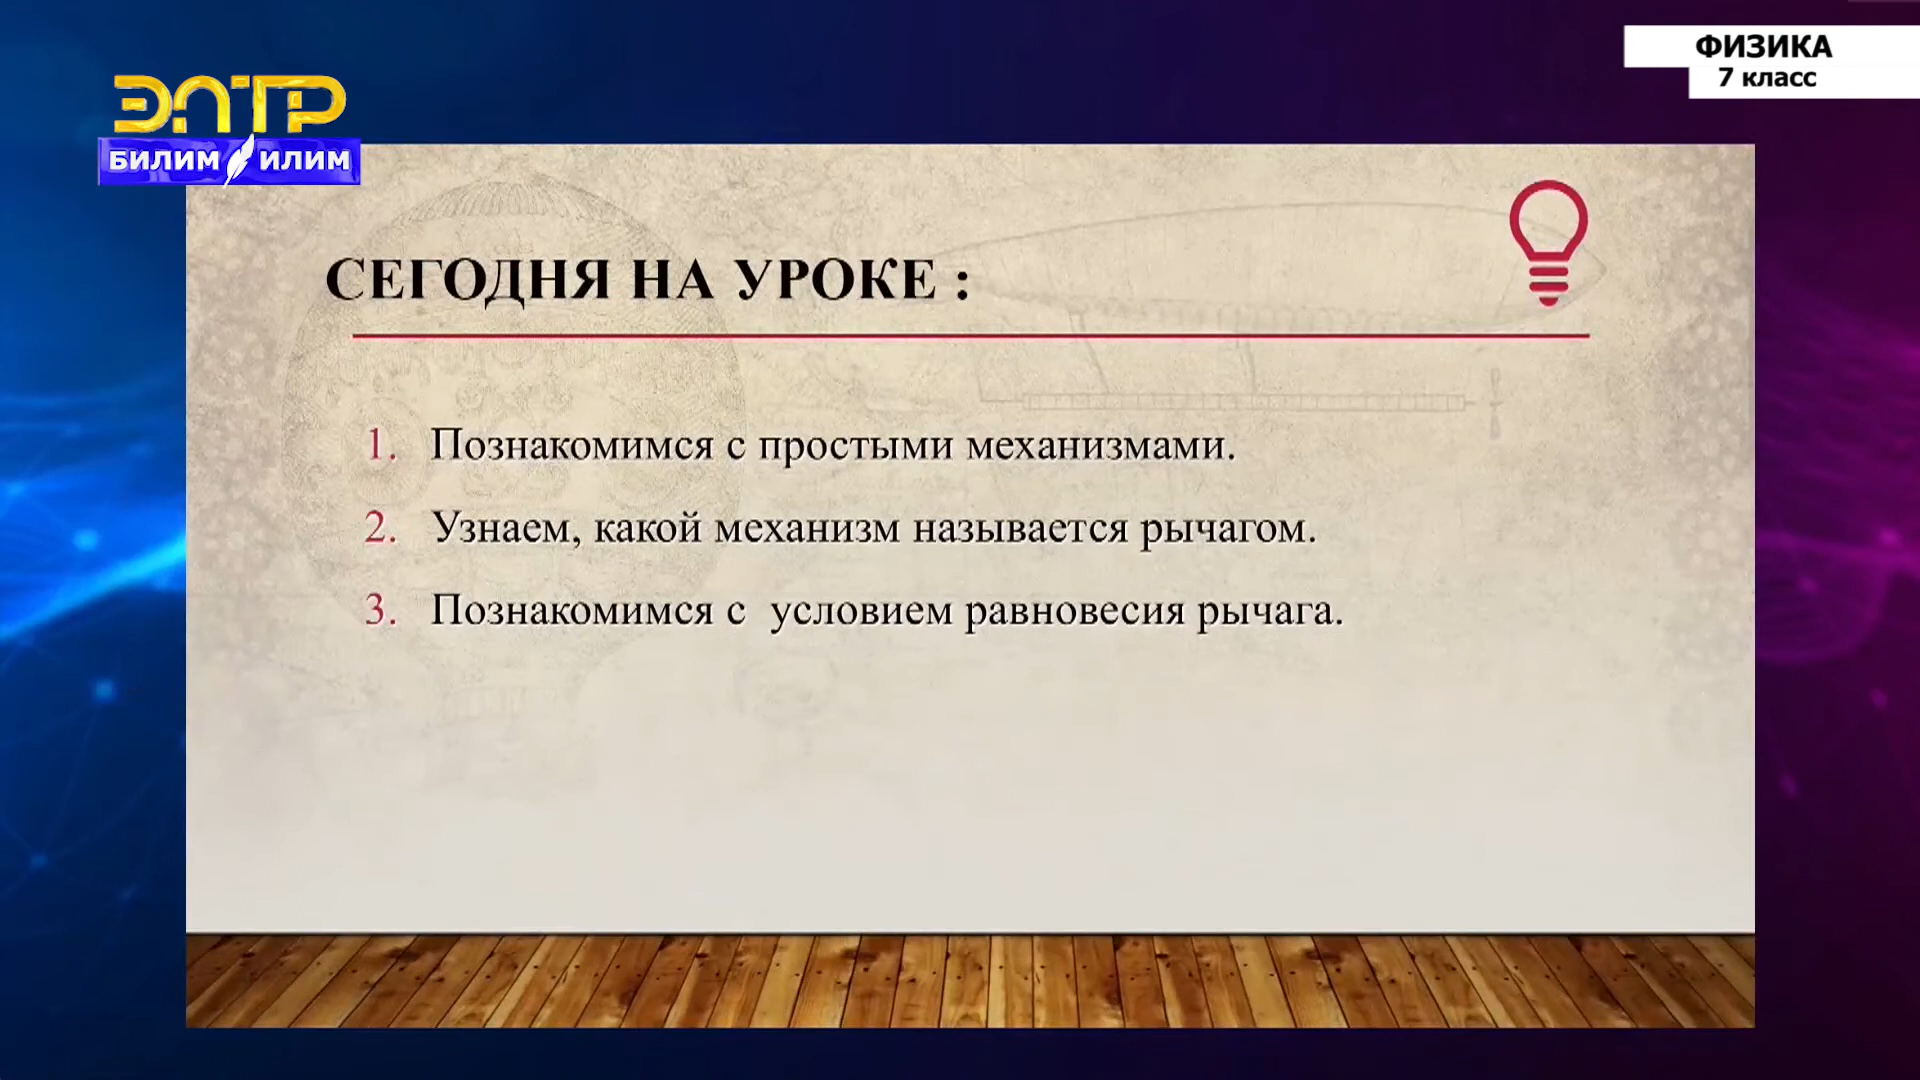 ФИЗИКА
7 класс
ЭЛТР
БИЛИМ ИЛИМ
СЕГОДНЯ НА УРОКЕ :
1. Познакомимся с простыми механизмами.
2. Узнаем, какой механизм называется рычагом.
3. Познакомимся с  условием равновесия рычага.